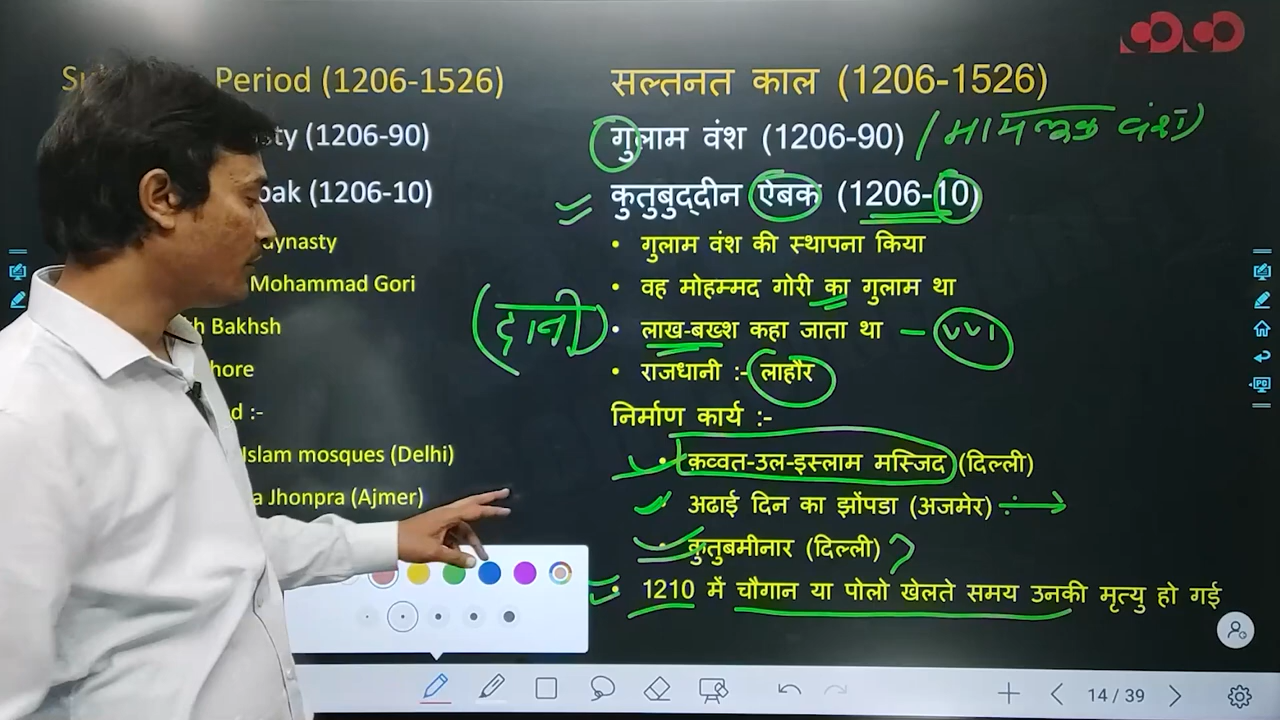 Period (1206-1526)
सल्तनत काल (1206-1526)
sty (1206-90)
गुलाम वंश (1206-90) / मामलूक वंश
bak (1206-10)
कुतुबुद्दीन ऐबक (1206-10)
dynasty
• गुलाम वंश की स्थापना किया
Mohammad Gori
• वह मोहम्मद गोरी का गुलाम था
h Bakhsh
(दानी)
• लाख-बख्श कहा जाता था – VVI
hore
• राजधानी :- लाहौर
d :-
निर्माण कार्य :-
Islam mosques (Delhi)
• क़व्वत-उल-इस्लाम मस्जिद (दिल्ली)
a Jhonpra (Ajmer)
अढाई दिन का झोंपडा (अजमेर) :→
• कुतुबमीनार (दिल्ली) ?
• 1210 में चौगान या पोलो खेलते समय उनकी मृत्यु हो गई
14 / 39